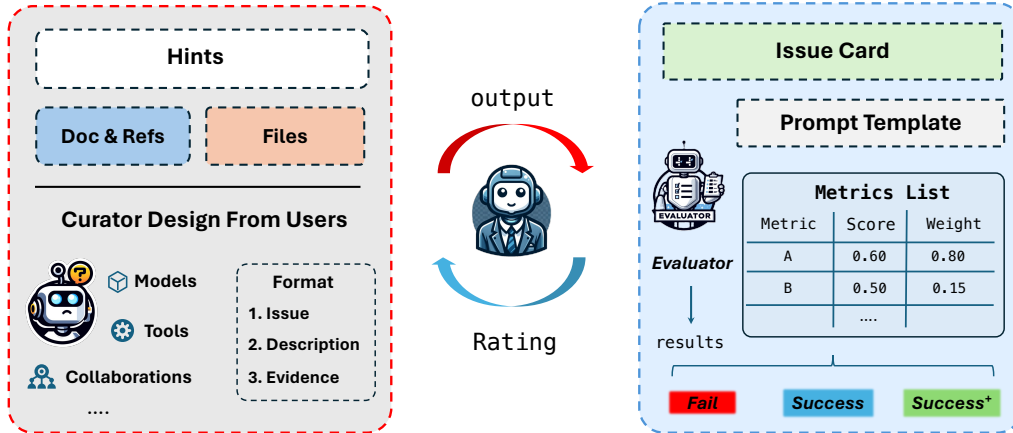 Hints
Doc & Refs
Files
Curator Design From Users
Models
Tools
Collaborations
....
Format
1. Issue
2. Description
3. Evidence
output
Rating
Issue Card
Prompt Template
EVALUATOR
Evaluator
results
Metrics List
Metric Score Weight
A 0.60 0.80
B 0.50 0.15
....
Fail
Success
Success⁺